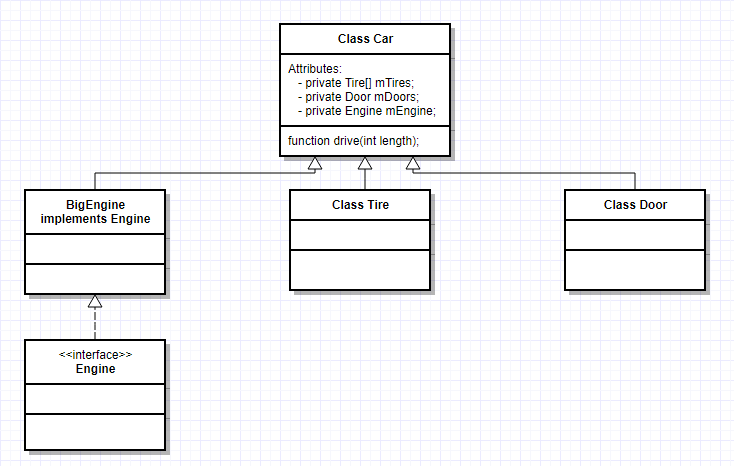 Class Car
Attributes:
- private Tire[] mTires;
- private Door mDoors;
- private Engine mEngine;
function drive(int length);
BigEngine
implements Engine
Class Tire
Class Door
<<interface>>
Engine